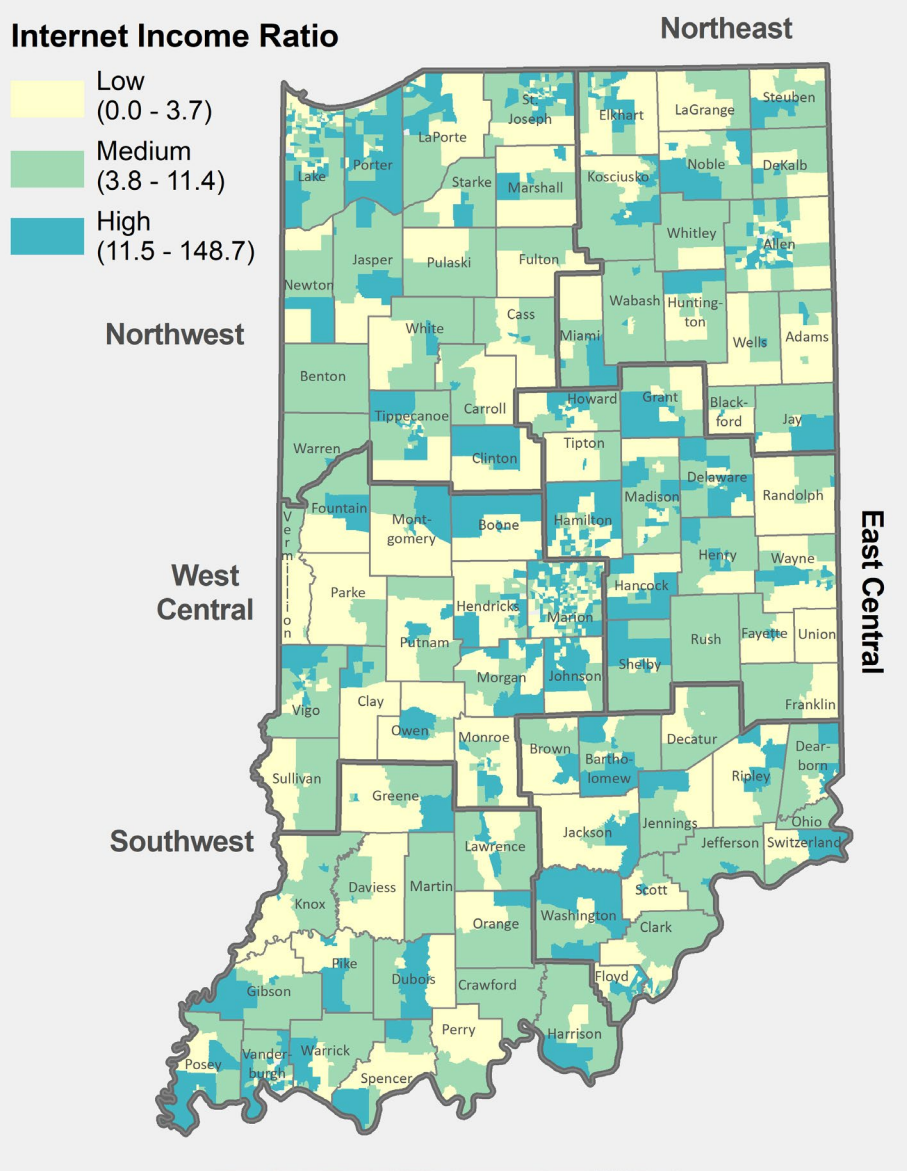 Internet Income Ratio
Low
(0.0 - 3.7)
Medium
(3.8 - 11.4)
High
(11.5 - 148.7)
Northeast
Northwest
West
Central
East Central
Southwest
St.
Joseph
Elkhart
LaGrange
Steuben
LaPorte
Porter
Lake
Noble
DeKalb
Starke
Marshall
Kosciusko
Whitley
Allen
Jasper
Pulaski
Fulton
Newton
Wabash
Hunting-
ton
White
Cass
Miami
Wells
Adams
Benton
Carroll
Howard
Grant
Black-
ford
Jay
Tippecanoe
Warren
Clinton
Tipton
Delaware
Randolph
Madison
Fountain
Vermillion
Mont-
gomery
Boone
Hamilton
Henry
Wayne
Parke
Hendricks
Marion
Hancock
Putnam
Rush
Fayette
Union
Shelby
Morgan
Johnson
Vigo
Clay
Owen
Franklin
Monroe
Brown
Bartho-
lomew
Decatur
Dear-
born
Sullivan
Greene
Ripley
Jennings
Ohio
Jackson
Jefferson
Switzerland
Lawrence
Knox
Daviess
Martin
Scott
Orange
Washington
Clark
Pike
Dubois
Gibson
Crawford
Floyd
Perry
Harrison
Posey
Vander-
burgh
Warrick
Spencer